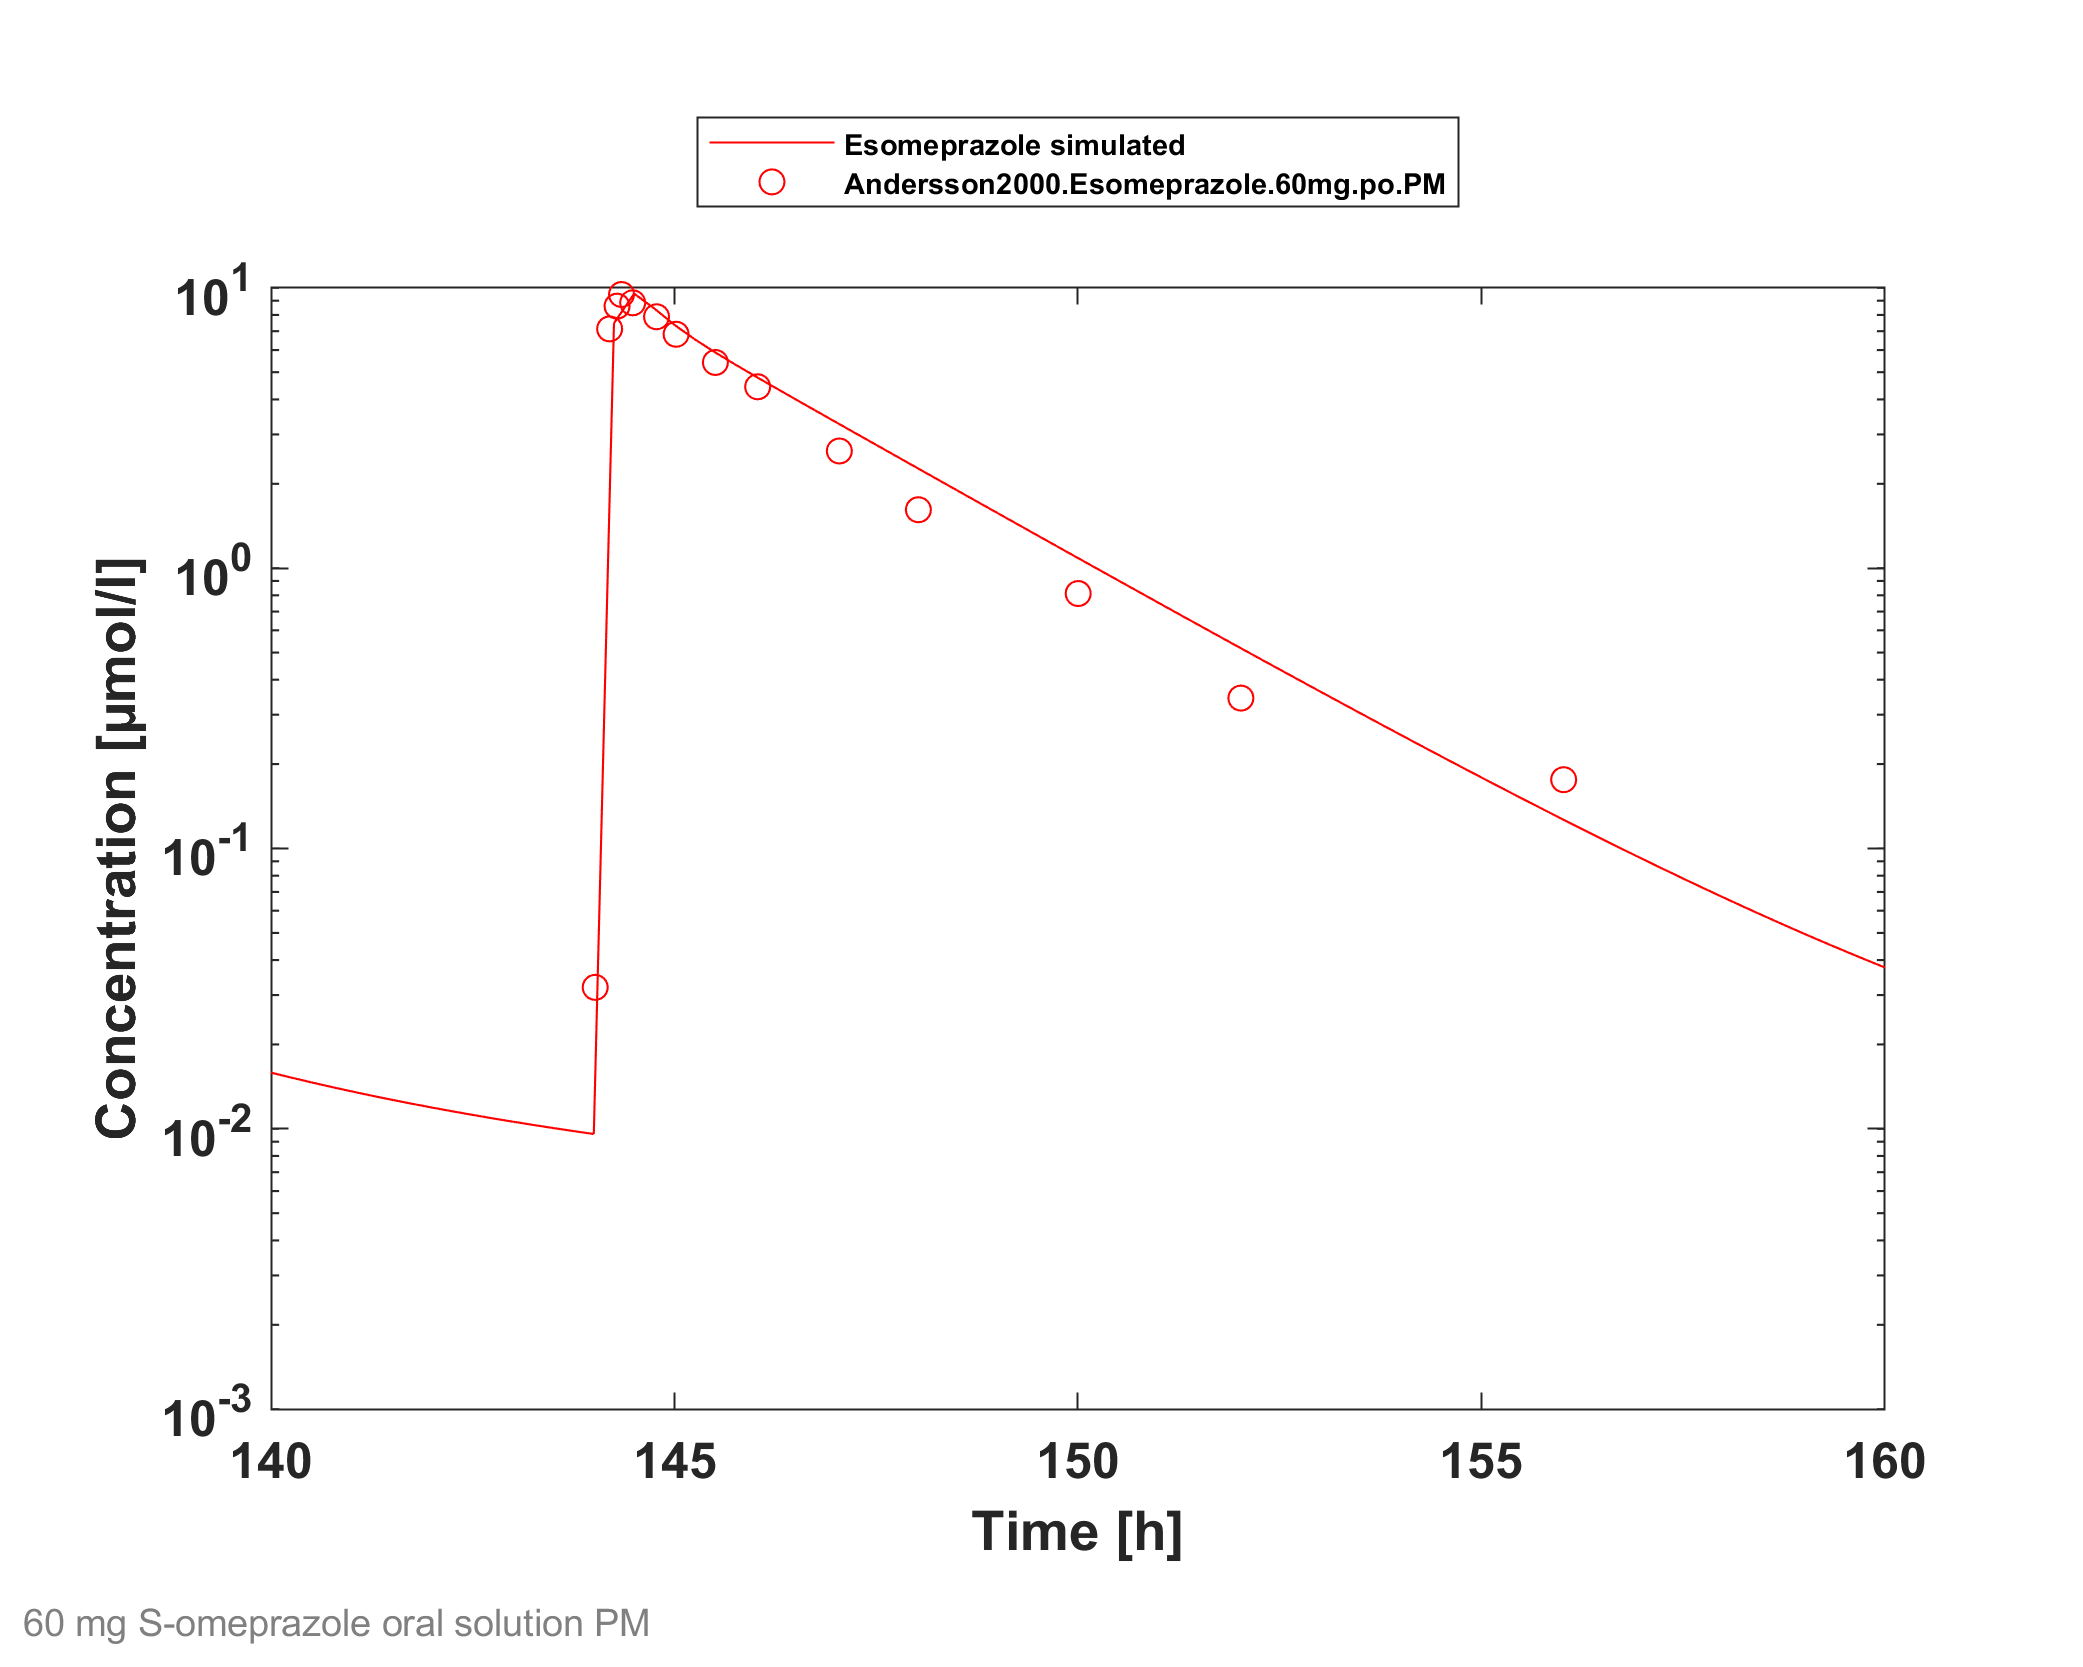 Esomeprazole simulated
Andersson2000.Esomeprazole.60mg.po.PM
10^1
10^0
10^-1
10^-2
10^-3
Concentration [µmol/l]
140 145 150 155 160
Time [h]
60 mg S-omeprazole oral solution PM